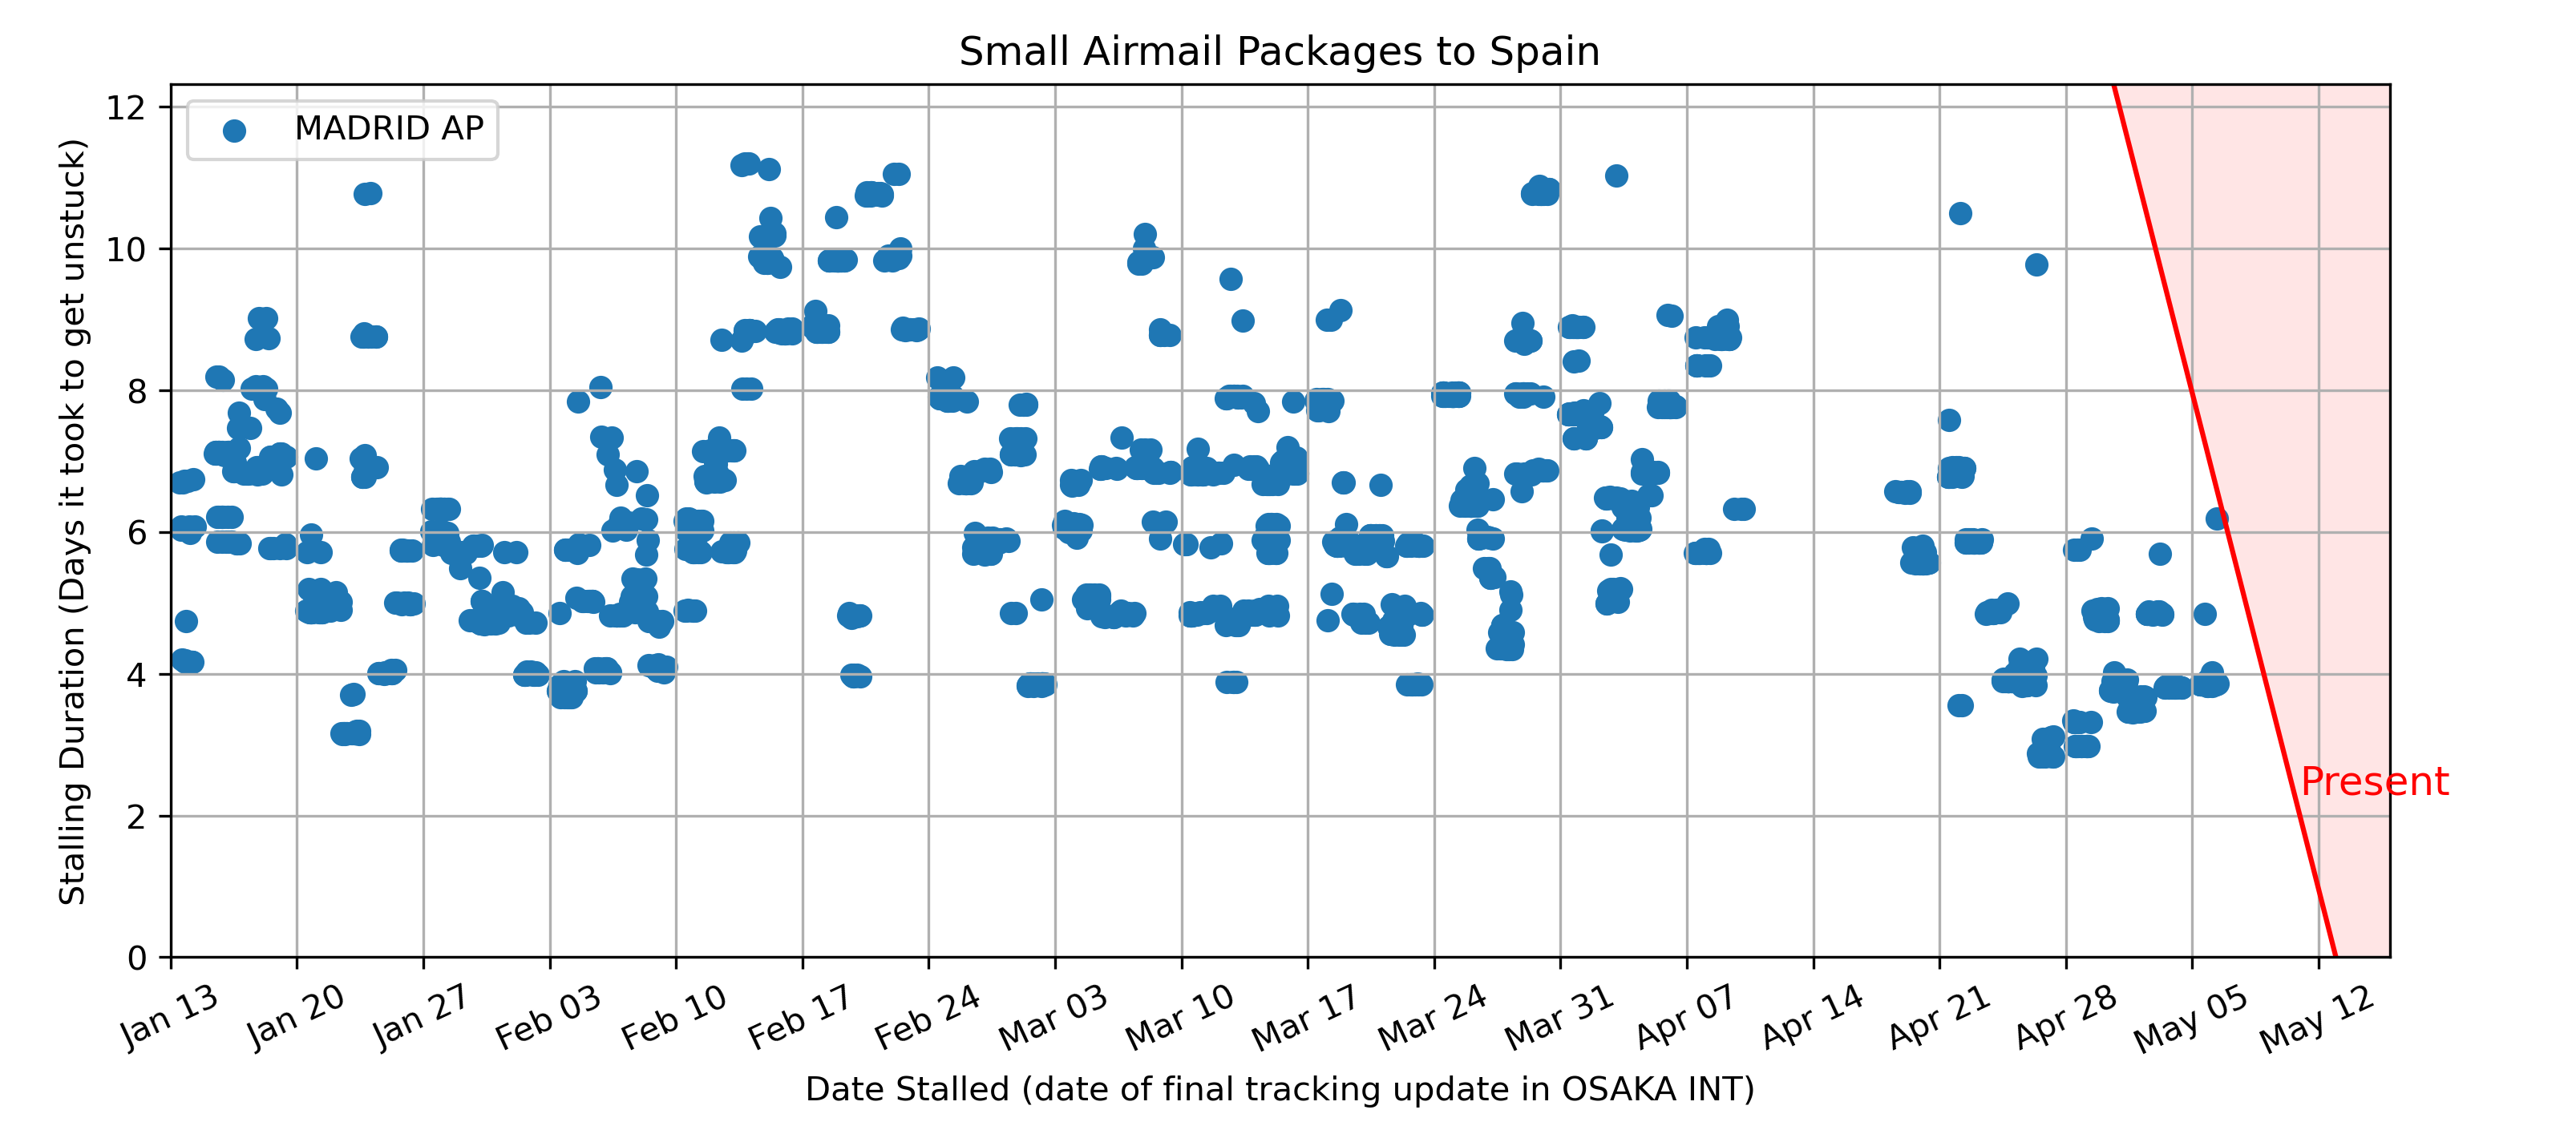 Small Airmail Packages to Spain
MADRID AP
Stalling Duration (Days it took to get unstuck)
12
10
8
6
4
2
0
Present
Jan 13
Jan 20
Jan 27
Feb 03
Feb 10
Feb 17
Feb 24
Mar 03
Mar 10
Mar 17
Mar 24
Mar 31
Apr 07
Apr 14
Apr 21
Apr 28
May 05
May 12
Date Stalled (date of final tracking update in OSAKA INT)